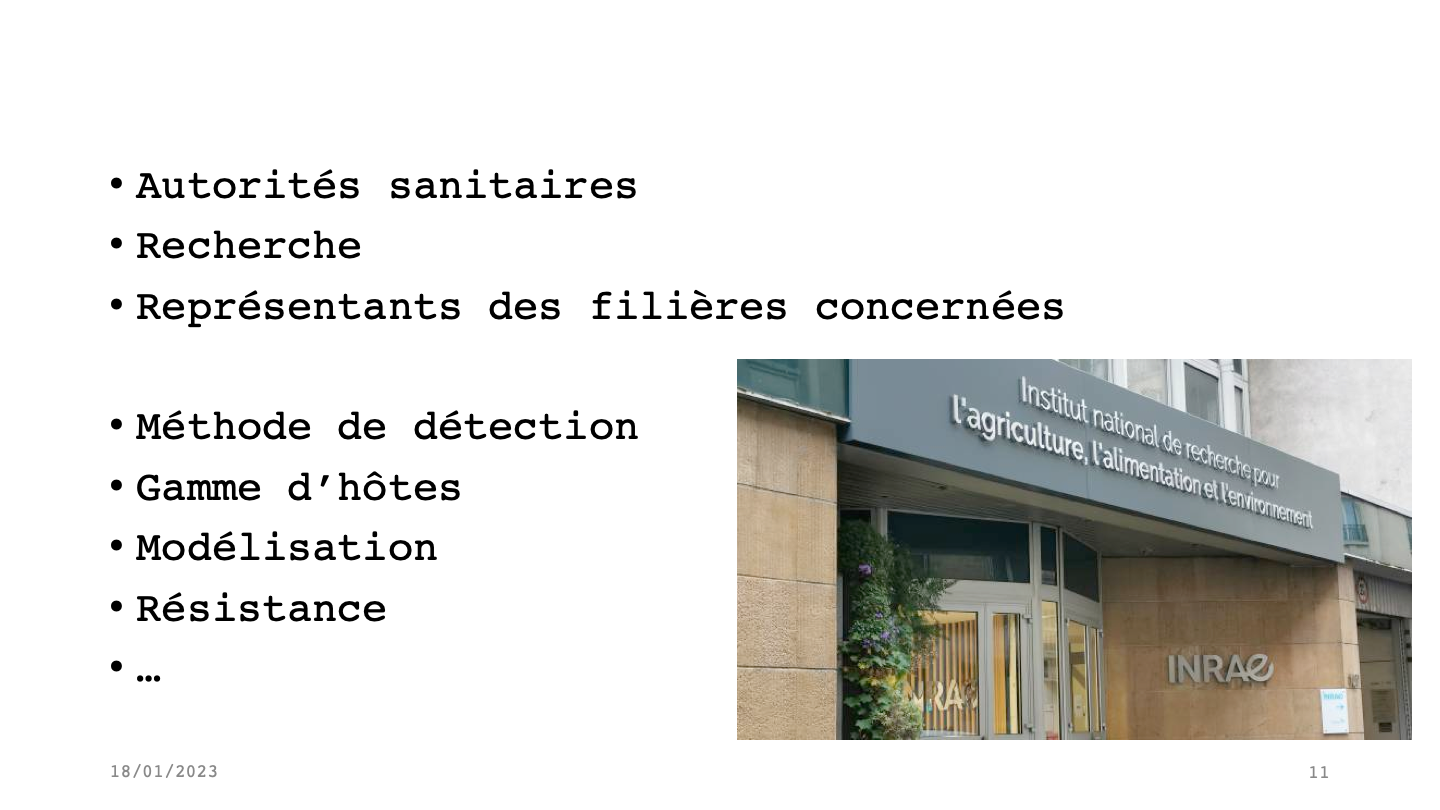 • Autorités sanitaires
• Recherche
• Représentants des filières concernées
• Méthode de détection
• Gamme d’hôtes
• Modélisation
• Résistance
• …
Institut national de recherche pour
l'agriculture, l'alimentation et l'environnement
INRAE
INRAE
INRAE
18/01/2023
11